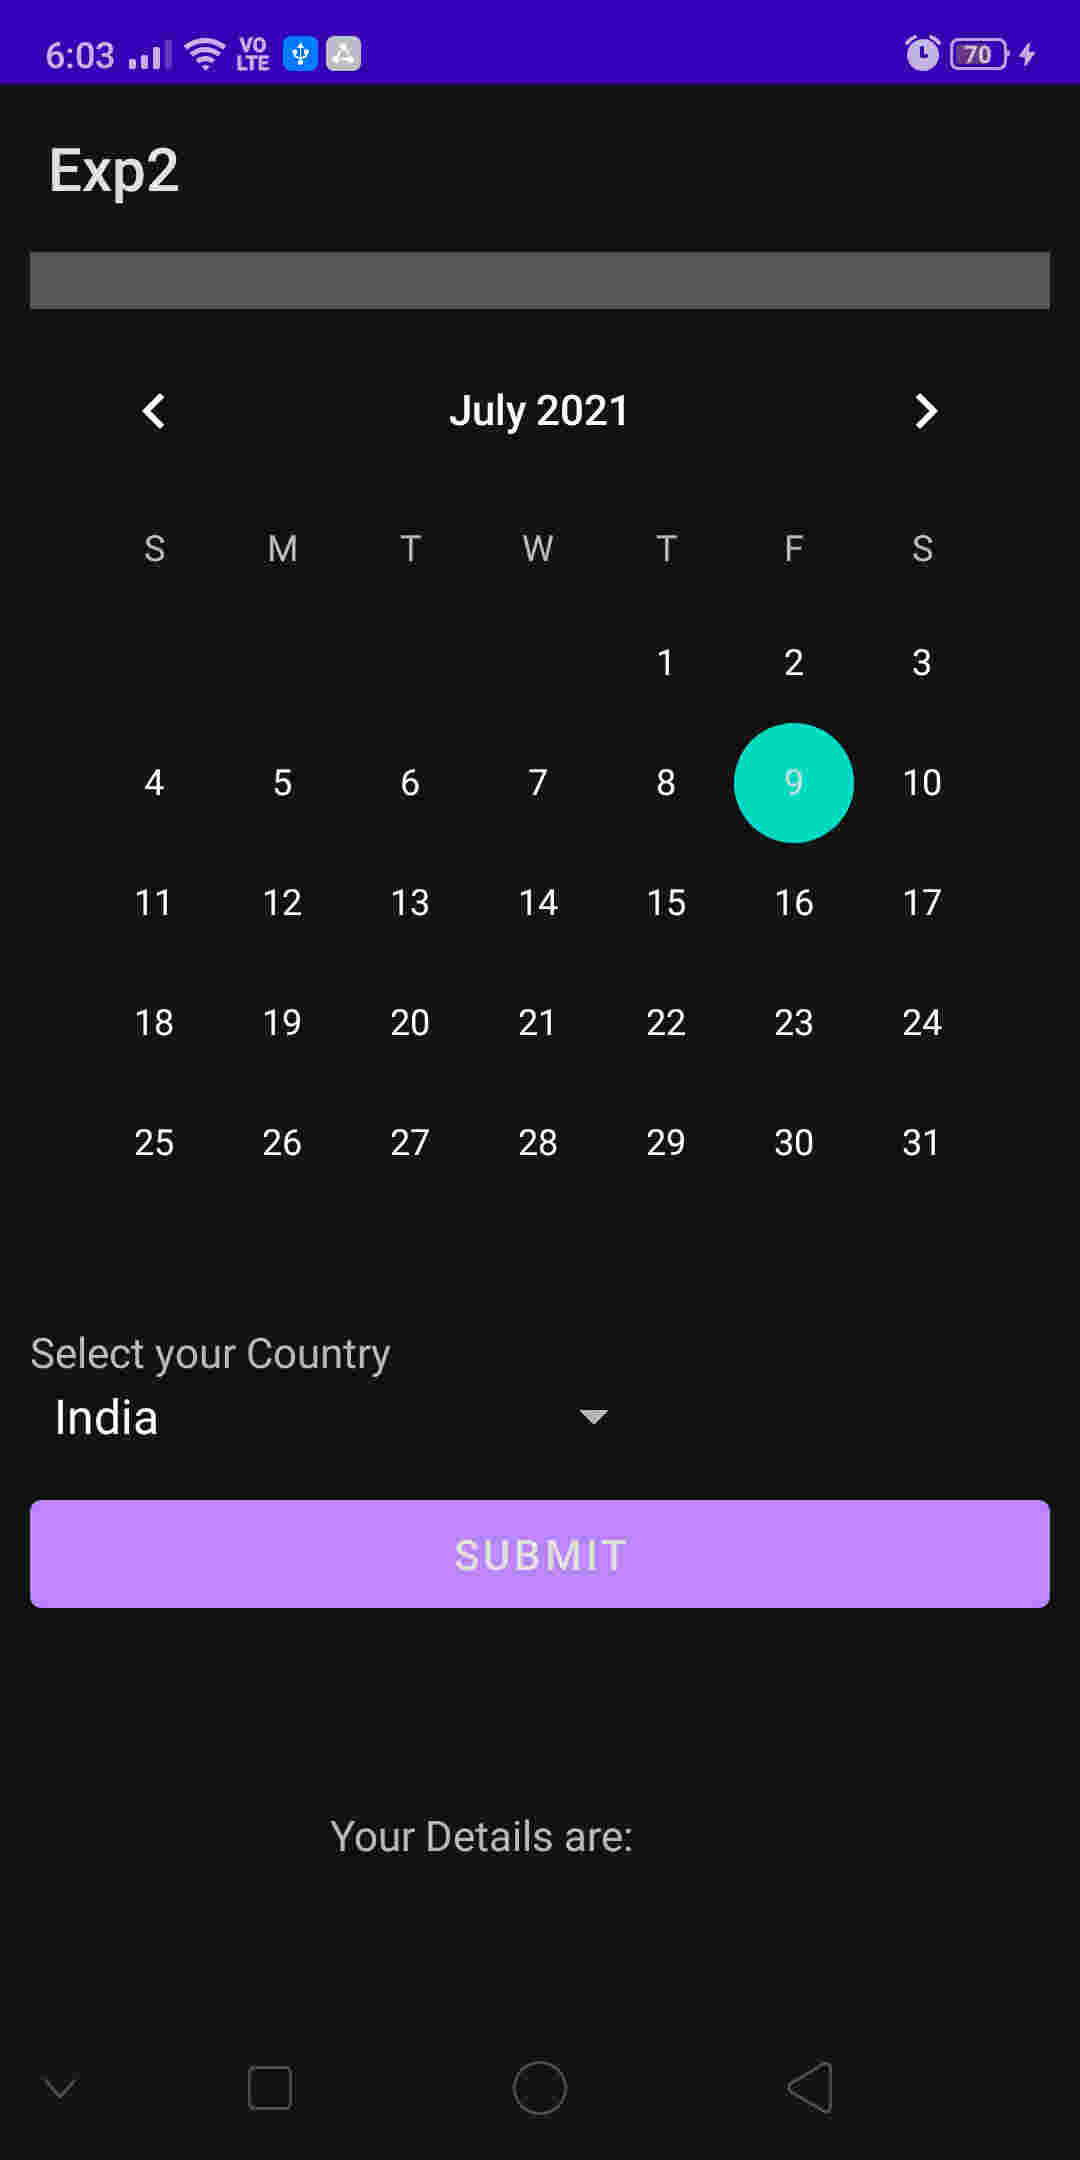 6:03 VO LTE 70
Exp2
July 2021
S M T W T F S
1 2 3
4 5 6 7 8 9 10
11 12 13 14 15 16 17
18 19 20 21 22 23 24
25 26 27 28 29 30 31
Select your Country
India
SUBMIT
Your Details are: